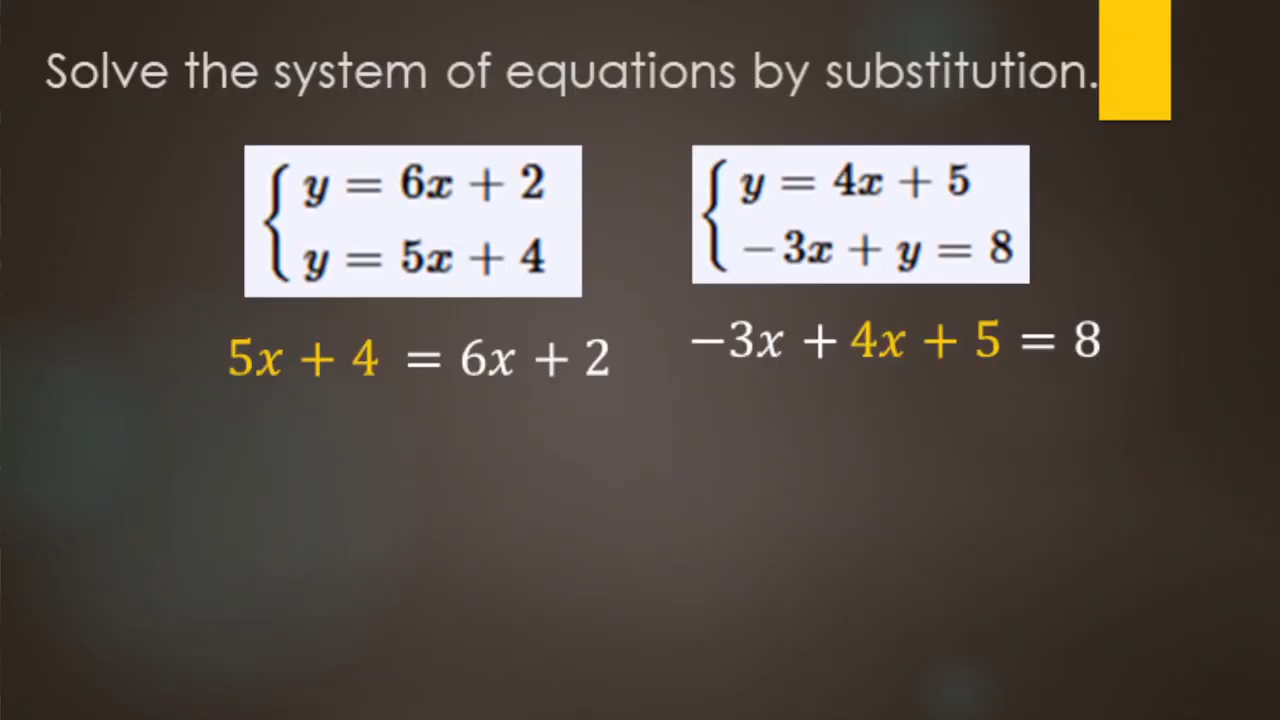 Solve the system of equations by substitution.
y = 6x + 2
y = 5x + 4
5x + 4 = 6x + 2
y = 4x + 5
−3x + y = 8
−3x + 4x + 5 = 8